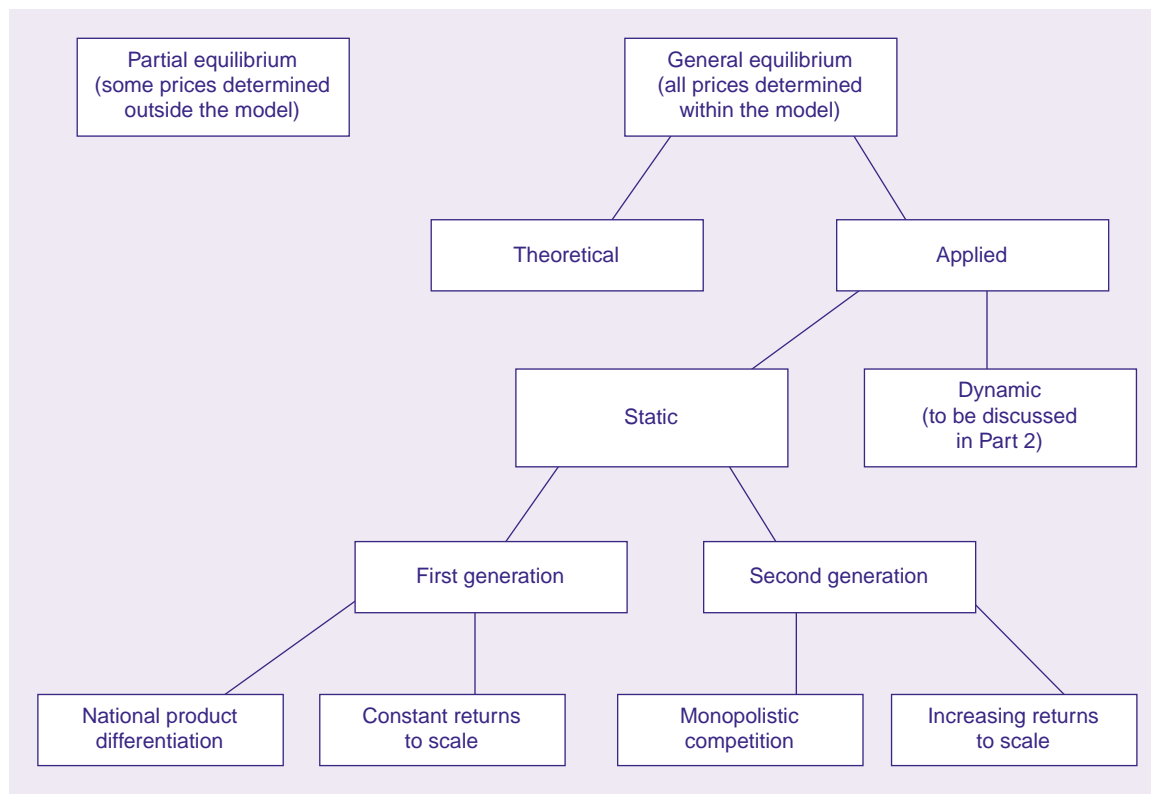 Partial equilibrium
(some prices determined
outside the model)
General equilibrium
(all prices determined
within the model)
Theoretical
Applied
Static
Dynamic
(to be discussed
in Part 2)
First generation
Second generation
National product
differentiation
Constant returns
to scale
Monopolistic
competition
Increasing returns
to scale